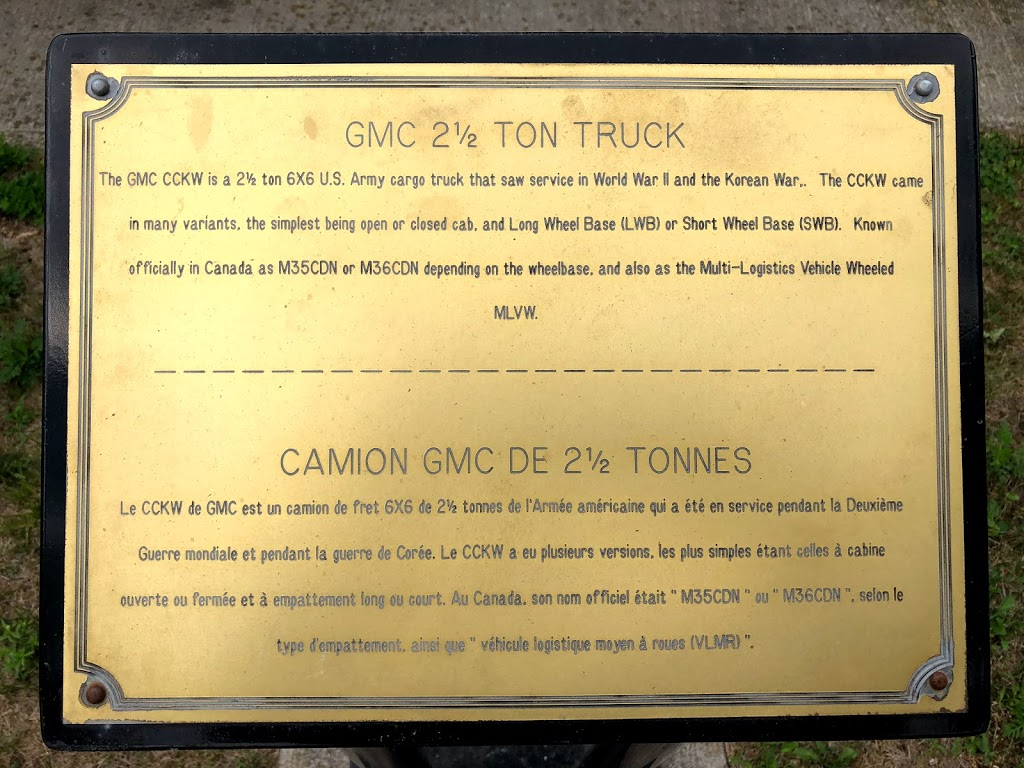 GMC 2½ TON TRUCK
The GMC CCKW is a 2½ ton 6X6 U.S. Army cargo truck that saw service in World War II and the Korean War,. The CCKW came
in many variants, the simplest being open or closed cab, and Long Wheel Base (LWB) or Short Wheel Base (SWB). Known
officially in Canada as M35CDN or M36CDN depending on the wheelbase, and also as the Multi-Logistics Vehicle Wheeled
MLVW.
CAMION GMC DE 2½ TONNES
Le CCKW de GMC est un camion de fret 6X6 de 2½ tonnes de l'Armée américaine qui a été en service pendant la Deuxième
Guerre mondiale et pendant la guerre de Corée. Le CCKW a eu plusieurs versions, les plus simples étant celles à cabine
ouverte ou fermée et à empattement long ou court. Au Canada, son nom officiel était " M35CDN " ou " M36CDN ", selon le
type d'empattement, ainsi que " véhicule logistique moyen à roues (VLMR) ".